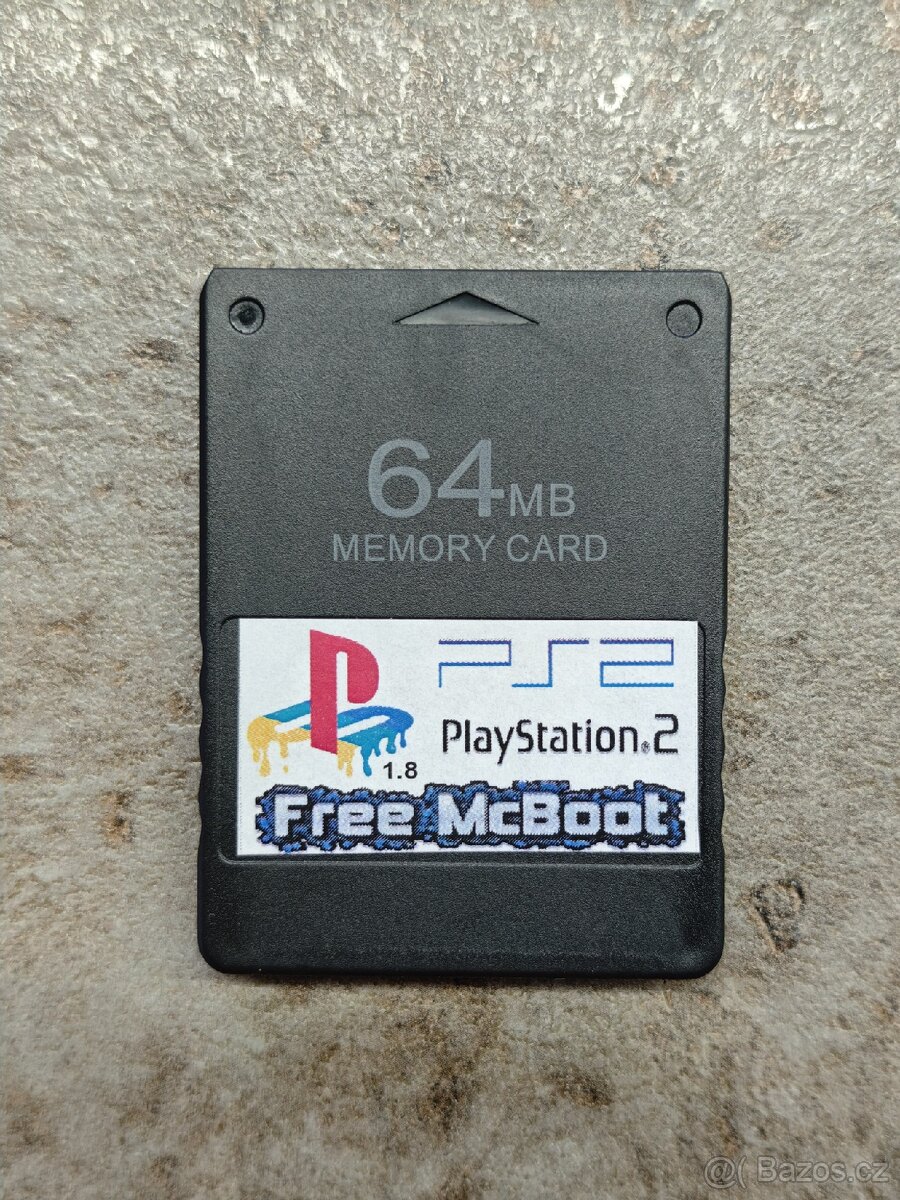 64MB
MEMORY CARD
PS2
PlayStation®2
1.8
Free McBoot
@( Bazos.cz